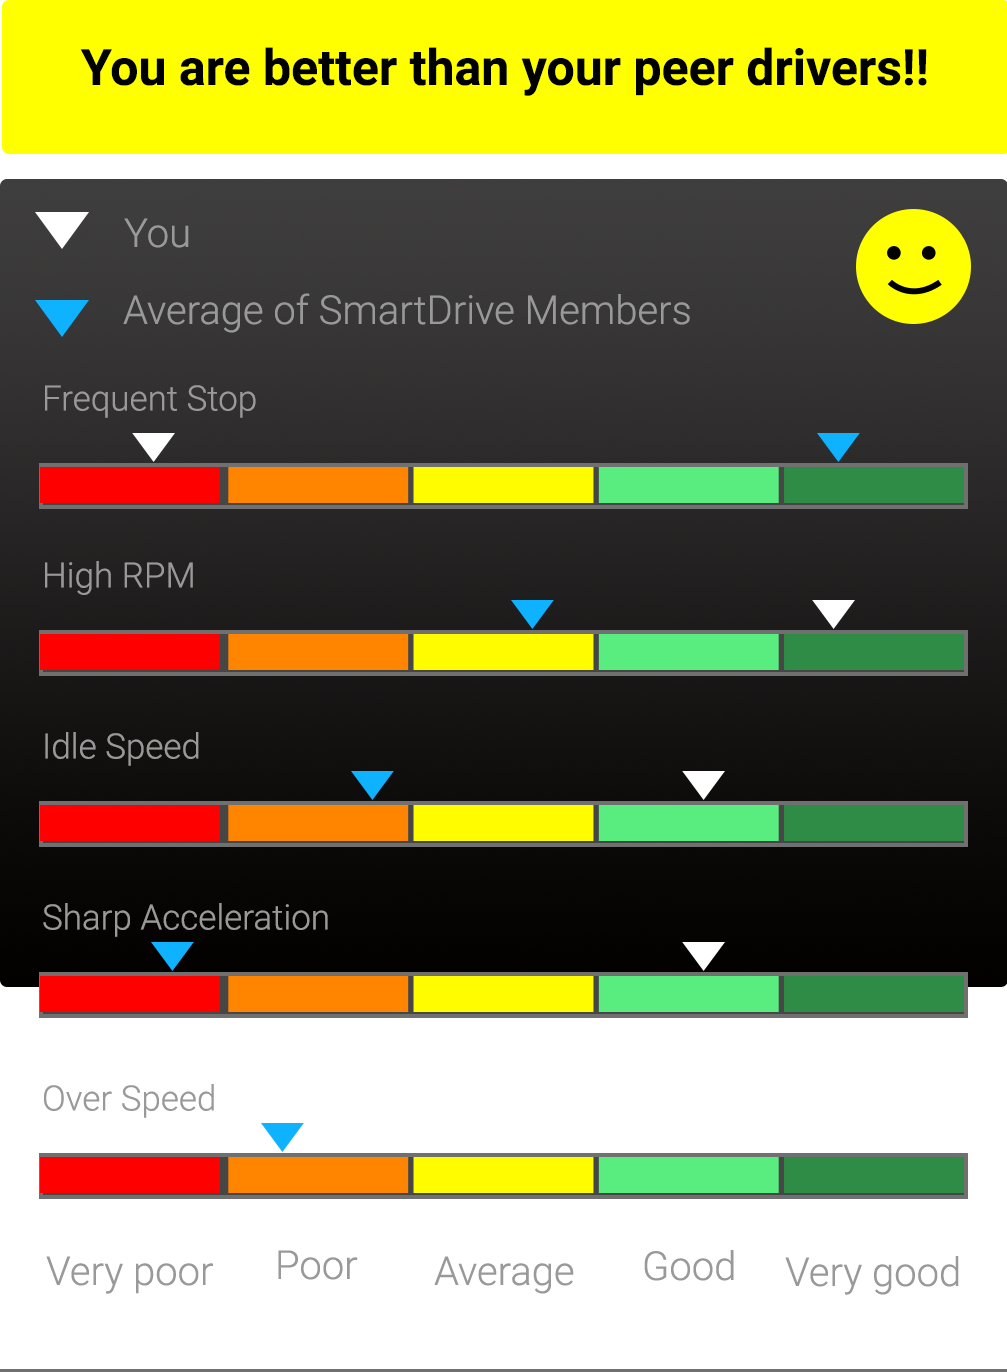 You are better than your peer drivers!!
You
Average of SmartDrive Members
Frequent Stop
High RPM
Idle Speed
Sharp Acceleration
Over Speed
Very poor Poor Average Good Very good